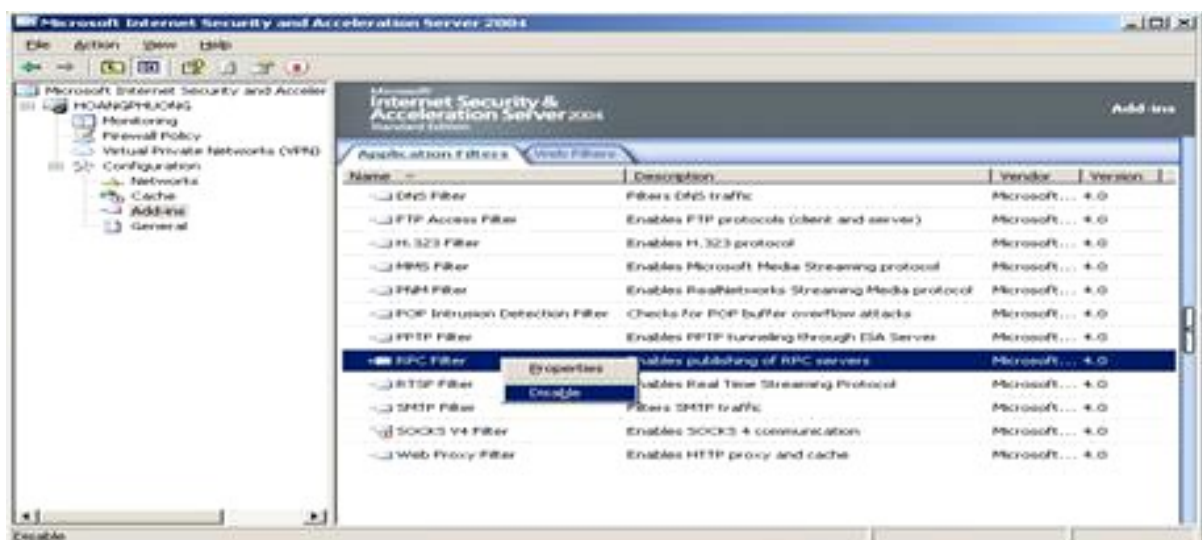 Microsoft Internet Security and Acceleration Server 2004
File Action View Help
Microsoft Internet Security and Acceler
HOANGPHUONG
Monitoring
Firewall Policy
Virtual Private Networks (VPN)
Configuration
Networks
Cache
Add-ins
General
Microsoft
Internet Security &
Acceleration Server 2004
Standard Edition
Add-ins
Application Filters Web Filters
Name Description Vendor Version
DNS Filter Filters DNS traffic Microsoft... 4.0
FTP Access Filter Enables FTP protocols (client and server) Microsoft... 4.0
H.323 Filter Enables H.323 protocol Microsoft... 4.0
MMS Filter Enables Microsoft Media Streaming protocol Microsoft... 4.0
PNM Filter Enables RealNetworks Streaming Media protocol Microsoft... 4.0
POP Intrusion Detection Filter Checks for POP buffer overflow attacks Microsoft... 4.0
PPTP Filter Enables PPTP tunneling through ISA Server Microsoft... 4.0
RPC Filter Enables publishing of RPC servers Microsoft... 4.0
Properties
Disable
RTSP Filter Enables Real Time Streaming Protocol Microsoft... 4.0
SMTP Filter Filters SMTP traffic Microsoft... 4.0
SOCKS V4 Filter Enables SOCKS 4 communication Microsoft... 4.0
Web Proxy Filter Enables HTTP proxy and cache Microsoft... 4.0
Disable